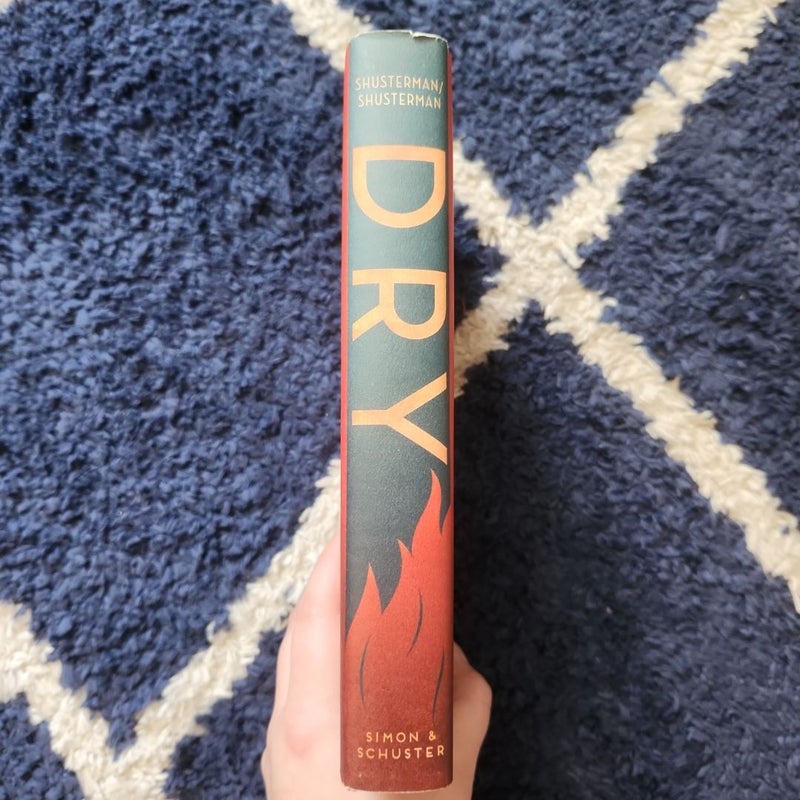 SHUSTERMAN/
SHUSTERMAN
DRY
SIMON &
SCHUSTER